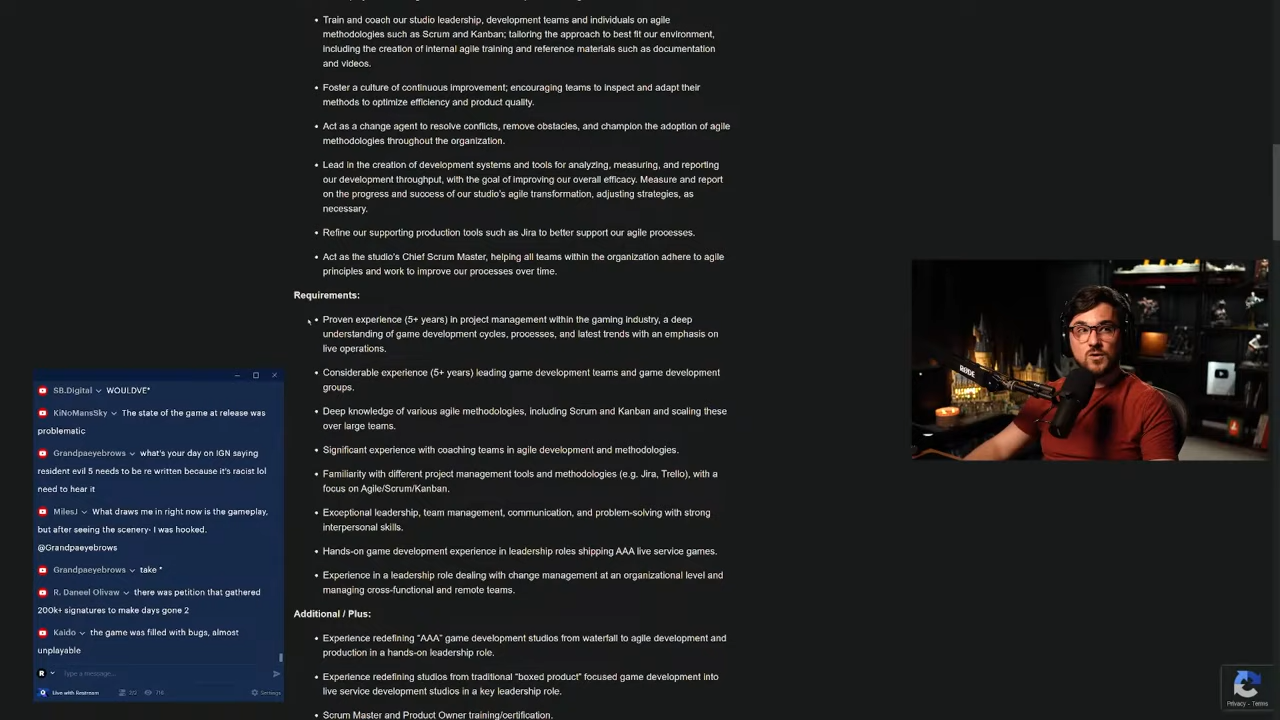 Train and coach our studio leadership, development teams and individuals on agile
methodologies such as Scrum and Kanban; tailoring the approach to best fit our environment,
including the creation of internal agile training and reference materials such as documentation
and videos.
Foster a culture of continuous improvement; encouraging teams to inspect and adapt their
methods to optimize efficiency and product quality.
Act as a change agent to resolve conflicts, remove obstacles, and champion the adoption of agile
methodologies throughout the organization.
Lead in the creation of development systems and tools for analyzing, measuring, and reporting
our development throughput, with the goal of improving our overall efficacy. Measure and report
on the progress and success of our studio's agile transformation, adjusting strategies, as
necessary.
Refine our supporting production tools such as Jira to better support our agile processes.
Act as the studio's Chief Scrum Master, helping all teams within the organization adhere to agile
principles and work to improve our processes over time.
Requirements:
Proven experience (5+ years) in project management within the gaming industry, a deep
understanding of game development cycles, processes, and latest trends with an emphasis on
live operations.
Considerable experience (5+ years) leading game development teams and game development
groups.
Deep knowledge of various agile methodologies, including Scrum and Kanban and scaling these
over large teams.
Significant experience with coaching teams in agile development and methodologies.
Familiarity with different project management tools and methodologies (e.g. Jira, Trello), with a
focus on Agile/Scrum/Kanban.
Exceptional leadership, team management, communication, and problem-solving with strong
interpersonal skills.
Hands-on game development experience in leadership roles shipping AAA live service games.
Experience in a leadership role dealing with change management at an organizational level and
managing cross-functional and remote teams.
Additional / Plus:
Experience redefining "AAA" game development studios from waterfall to agile development and
production in a hands-on leadership role.
Experience redefining studios from traditional "boxed product" focused game development into
live service development studios in a key leadership role.
Scrum Master and Product Owner training/certification.
SB.Digital WOULDVE*
KiNoMansSky The state of the game at release was
problematic
Grandpaeyebrows what's your day on IGN saying
resident evil 5 needs to be re written because it's racist lol
need to hear it
MilesJ What draws me in right now is the gameplay,
but after seeing the scenery- I was hooked.
@Grandpaeyebrows
Grandpaeyebrows take *
R. Daneel Olivaw there was petition that gathered
200k+ signatures to make days gone 2
Kaido the game was filled with bugs, almost
unplayable
R Type a message...
Live with Restream 2/2 Settings
RODE
Privacy - Terms